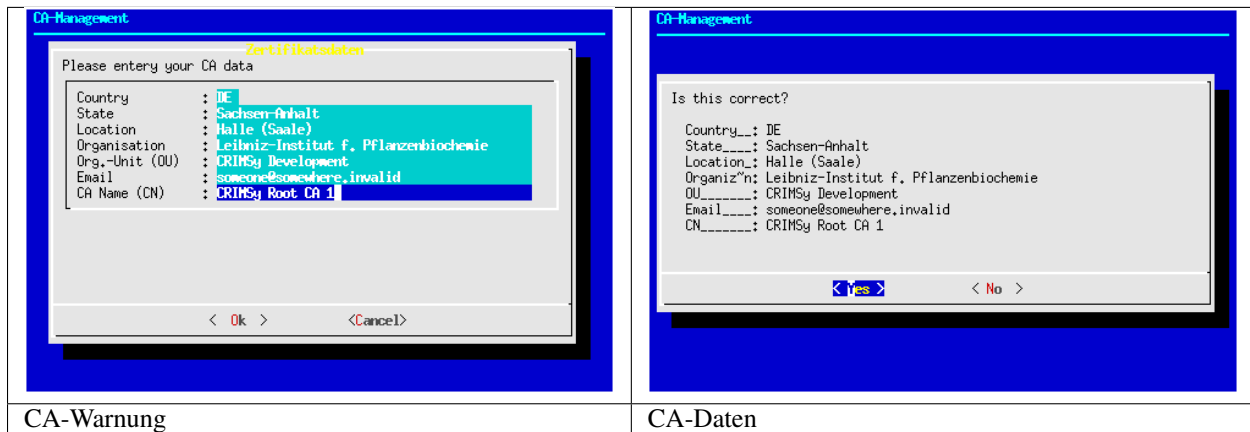 CA-Management
Zertifikatsdaten
Please entery your CA data
Country : DE
State : Sachsen-Anhalt
Location : Halle (Saale)
Organisation : Leibniz-Institut f. Pflanzenbiochemie
Org.-Unit (OU) : CRIMSy Development
Email : someone@somewhere.invalid
CA Name (CN) : CRIMSy Root CA 1
< Ok > <Cancel>
CA-Warnung
CA-Management
Is this correct?
Country__: DE
State____: Sachsen-Anhalt
Location_: Halle (Saale)
Organiz~n: Leibniz-Institut f. Pflanzenbiochemie
OU_______: CRIMSy Development
Email____: someone@somewhere.invalid
CN_______: CRIMSy Root CA 1
< Yes > < No >
CA-Daten